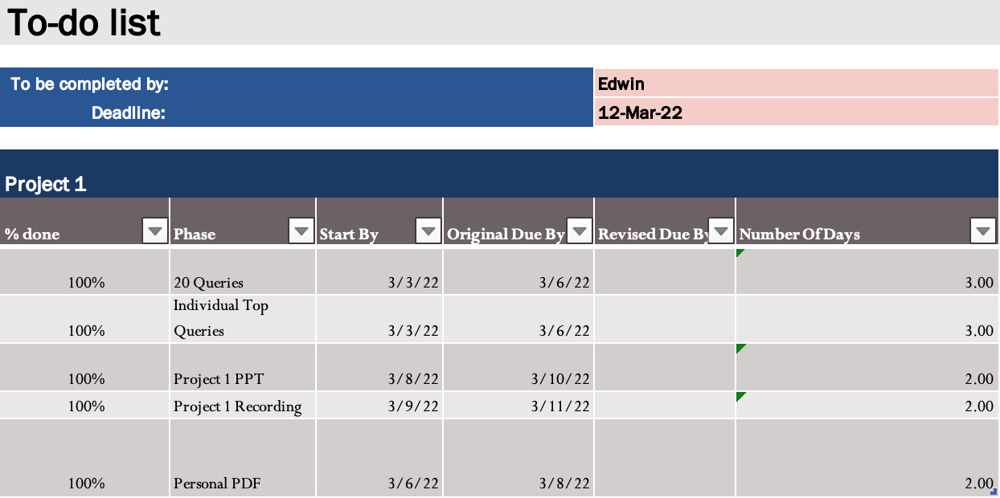 To-do list
To be completed by: Edwin
Deadline: 12-Mar-22
Project 1
% done Phase Start By Original Due By Revised Due By Number Of Days
100% 20 Queries 3/3/22 3/6/22 3.00
Individual Top
100% Queries 3/3/22 3/6/22 3.00
100% Project 1 PPT 3/8/22 3/10/22 2.00
100% Project 1 Recording 3/9/22 3/11/22 2.00
100% Personal PDF 3/6/22 3/8/22 2.00